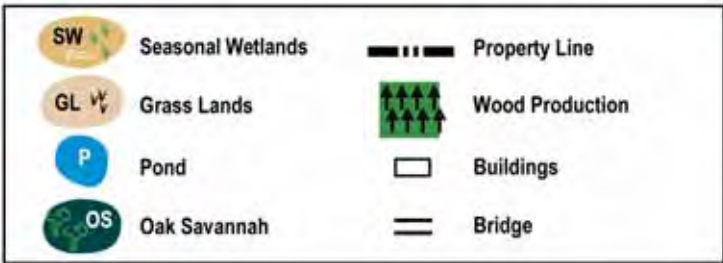 SW Seasonal Wetlands
Property Line
GL Grass Lands
Wood Production
P Pond
Buildings
OS Oak Savannah
Bridge